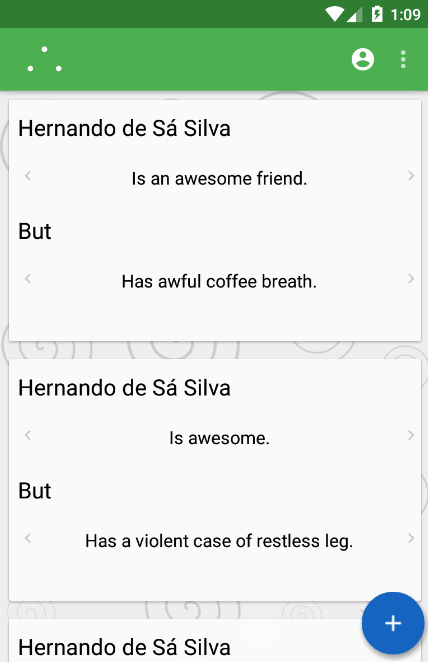 1:09
Hernando de Sá Silva
Is an awesome friend.
But
Has awful coffee breath.
Hernando de Sá Silva
Is awesome.
But
Has a violent case of restless leg.
Hernando de Sá Silva